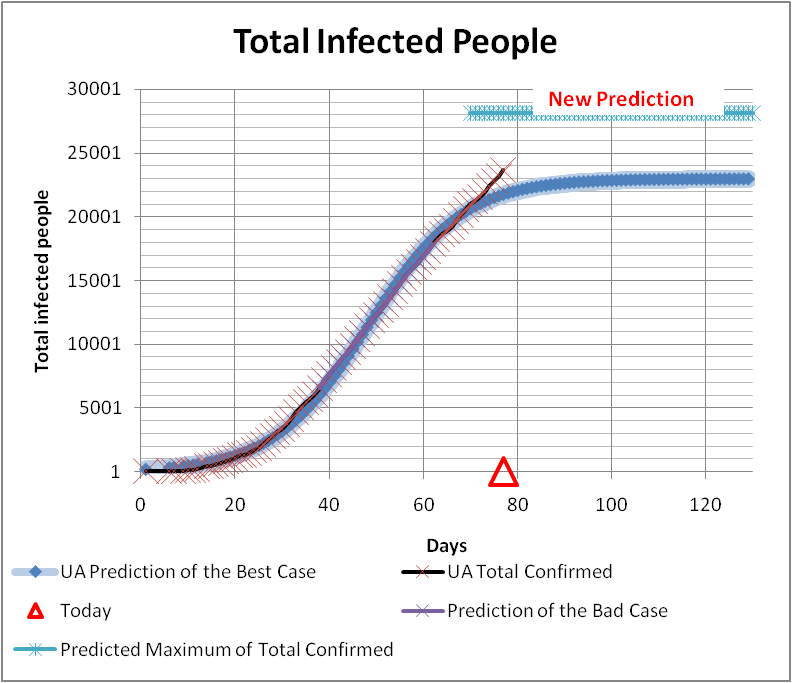 Total Infected People
30001
New Prediction
25001
20001
15001
10001
5001
1
Total infected people
0 20 40 60 80 100 120
Days
UA Prediction of the Best Case UA Total Confirmed
Today Prediction of the Bad Case
Predicted Maximum of Total Confirmed